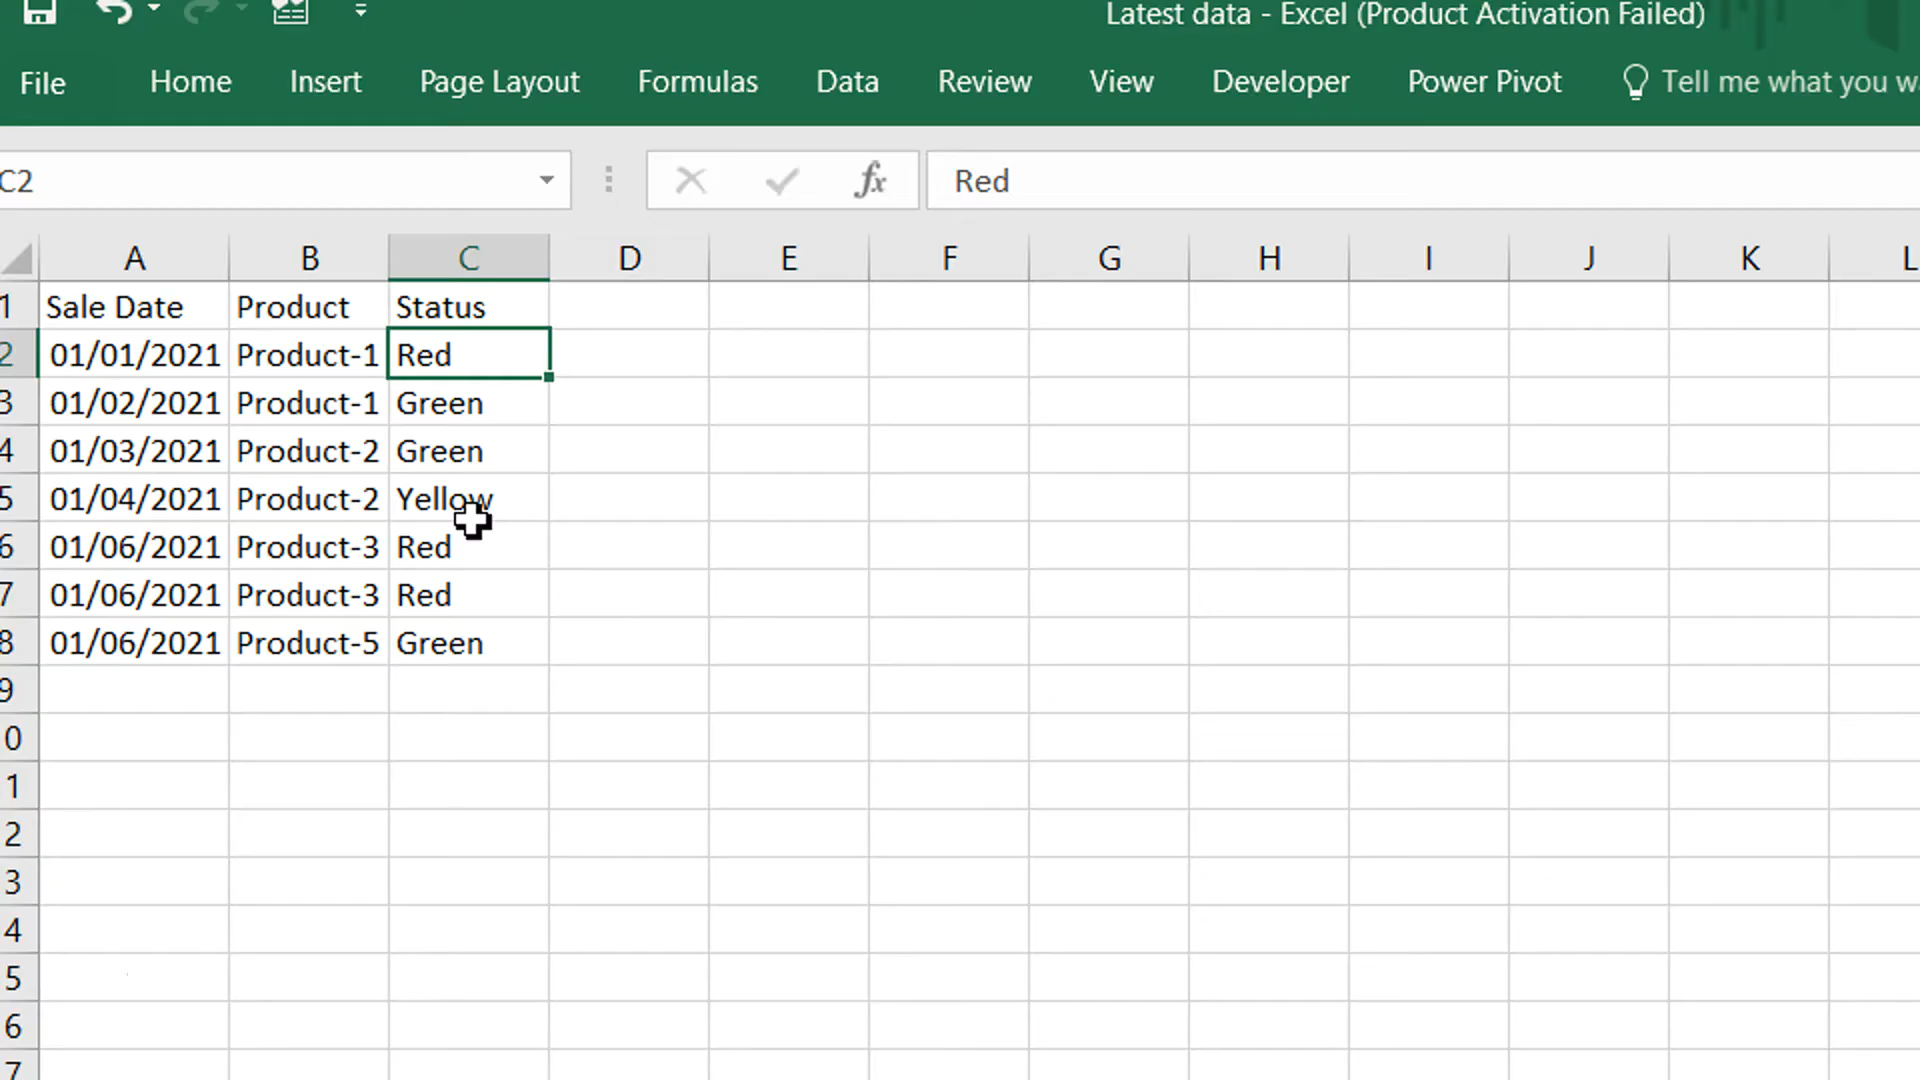 Latest data - Excel (Product Activation Failed)
File Home Insert Page Layout Formulas Data Review View Developer Power Pivot Tell me what you w
C2 fx Red
A B C D E F G H I J K L
1 Sale Date Product Status
2 01/01/2021 Product-1 Red
3 01/02/2021 Product-1 Green
4 01/03/2021 Product-2 Green
5 01/04/2021 Product-2 Yellow
6 01/06/2021 Product-3 Red
7 01/06/2021 Product-3 Red
8 01/06/2021 Product-5 Green
9
0
1
2
3
4
5
6
7